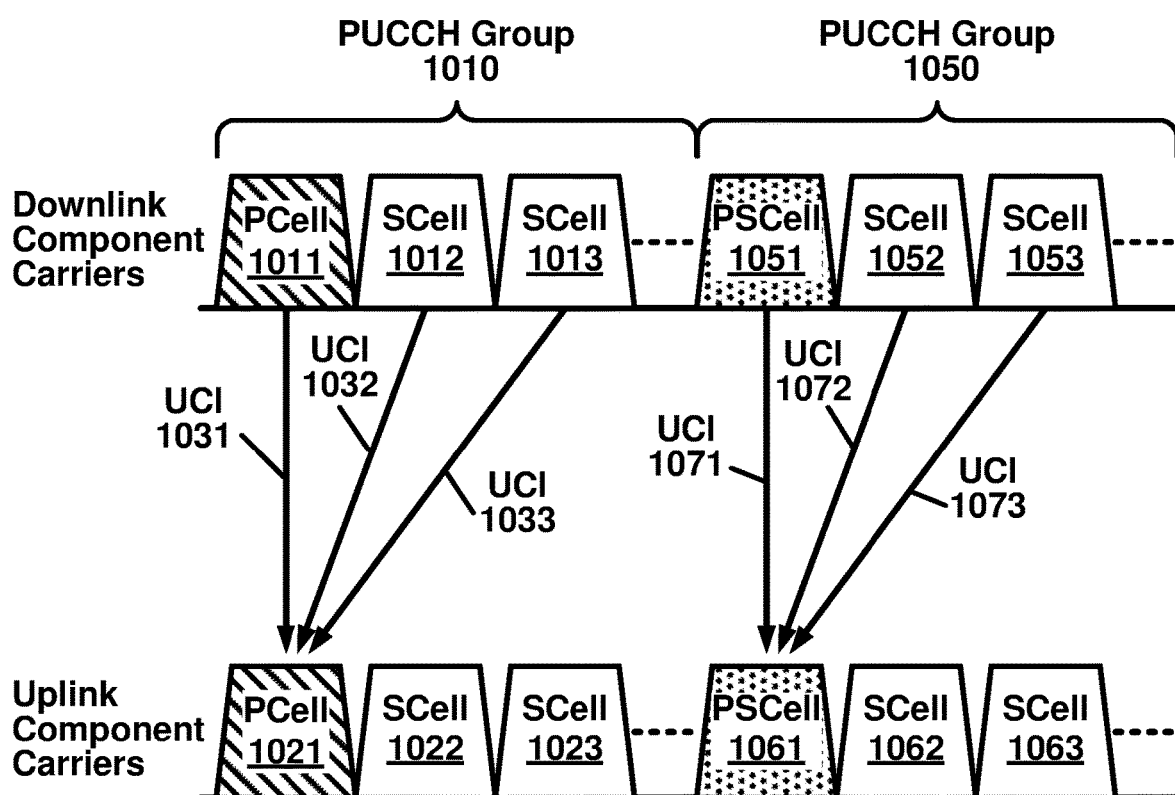 PUCCH Group
1010
PUCCH Group
1050
Downlink
Component
Carriers
PCell
1011
SCell
1012
SCell
1013
PSCell
1051
SCell
1052
SCell
1053
UCI
1031
UCI
1032
UCI
1033
UCI
1071
UCI
1072
UCI
1073
Uplink
Component
Carriers
PCell
1021
SCell
1022
SCell
1023
PSCell
1061
SCell
1062
SCell
1063